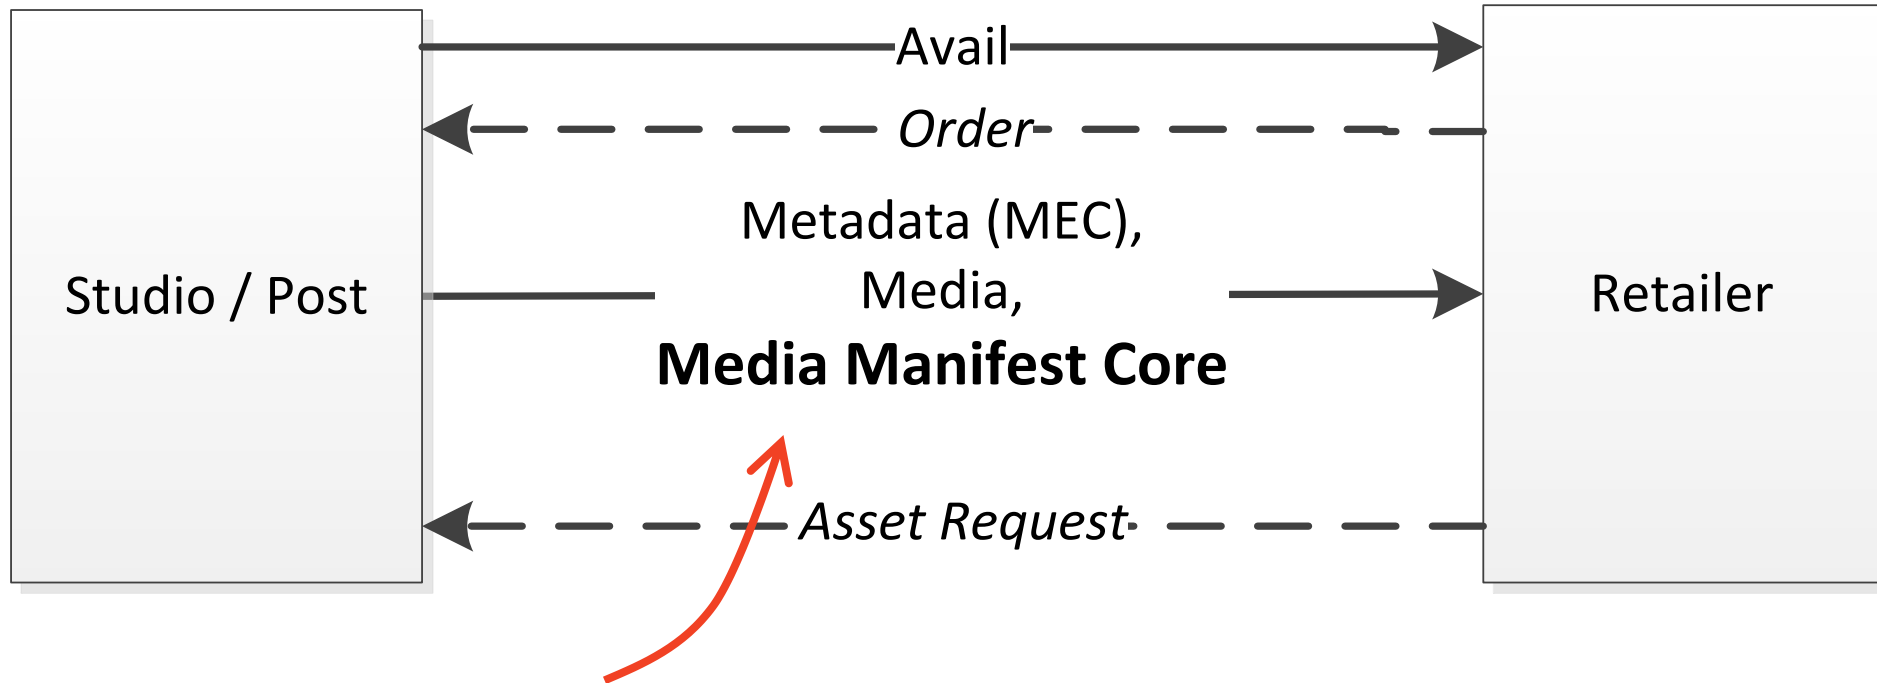 Avail
Order
Metadata (MEC),
Studio / Post
Media,
Retailer
Media Manifest Core
Asset Request